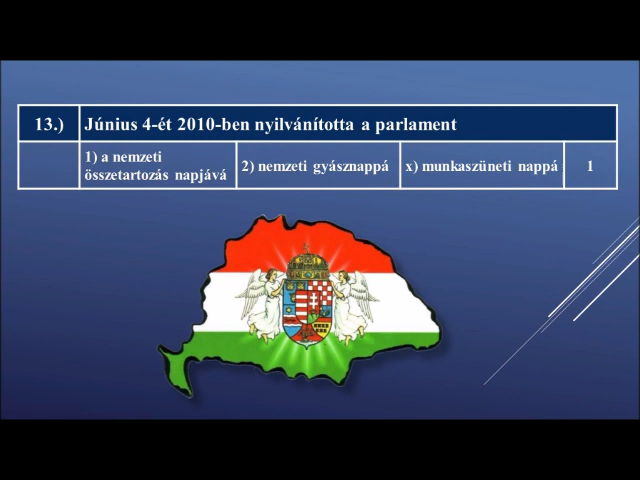 13.) Június 4-ét 2010-ben nyilvánította a parlament
1) a nemzeti
összetartozás napjává
2) nemzeti gyásznappá
x) munkaszüneti nappá
1